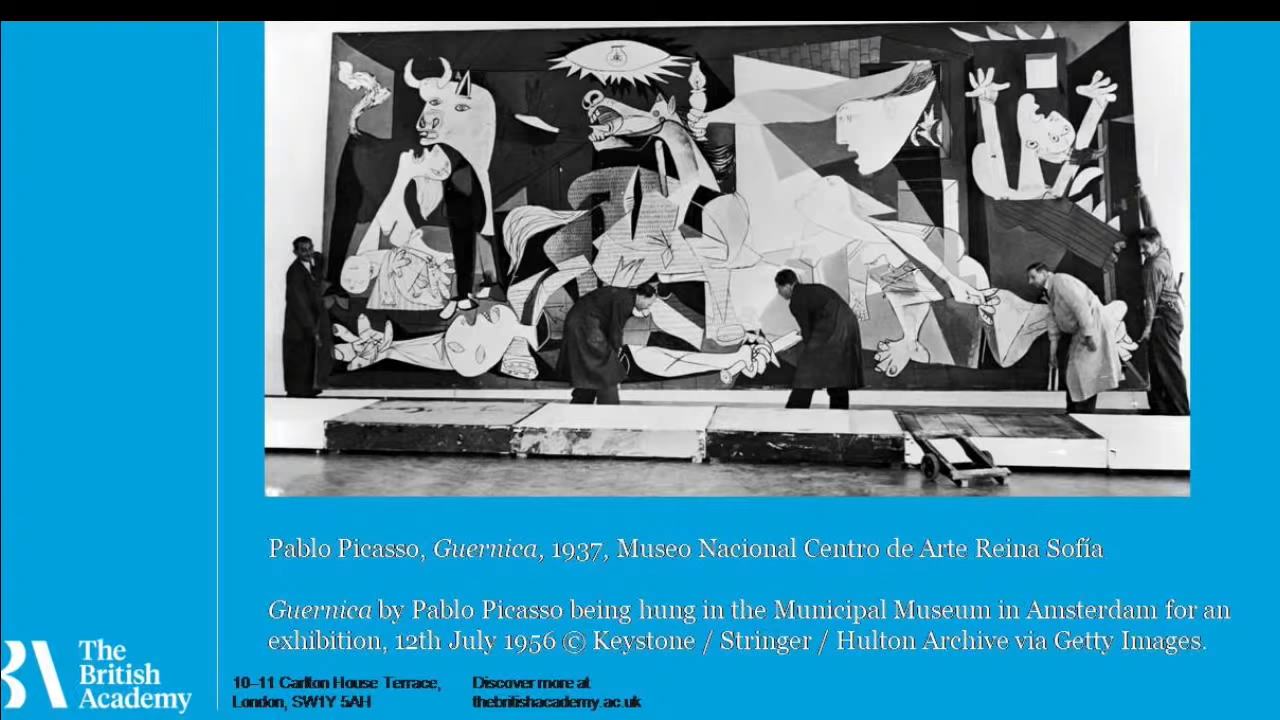 Pablo Picasso, Guernica, 1937, Museo Nacional Centro de Arte Reina Sofía
Guernica by Pablo Picasso being hung in the Municipal Museum in Amsterdam for an
exhibition, 12th July 1956 © Keystone / Stringer / Hulton Archive via Getty Images.
BA
The
British
Academy
10–11 Carlton House Terrace,
London, SW1Y 5AH
Discover more at
thebritishacademy.ac.uk